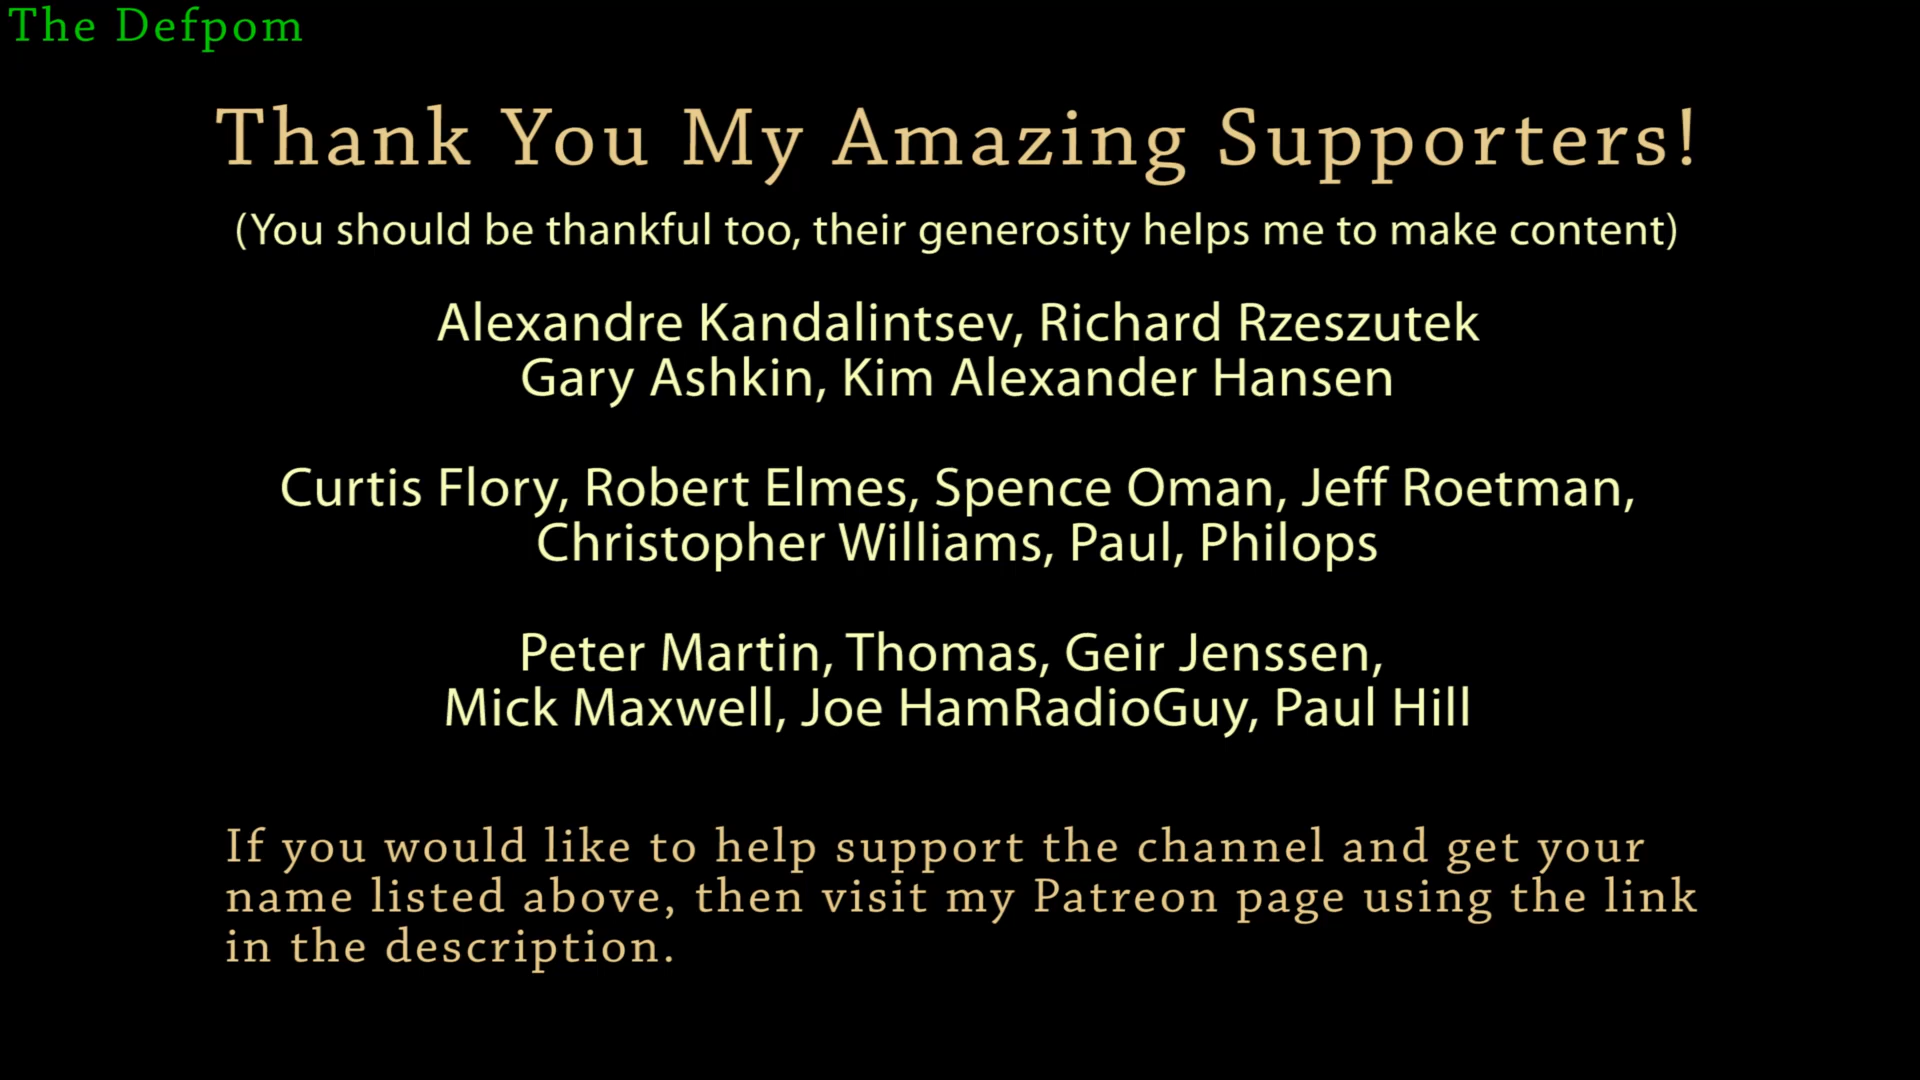 The Defpom
Thank You My Amazing Supporters!
(You should be thankful too, their generosity helps me to make content)
Alexandre Kandalintsev, Richard Rzeszutek
Gary Ashkin, Kim Alexander Hansen
Curtis Flory, Robert Elmes, Spence Oman, Jeff Roetman,
Christopher Williams, Paul, Philops
Peter Martin, Thomas, Geir Jenssen,
Mick Maxwell, Joe HamRadioGuy, Paul Hill
If you would like to help support the channel and get your
name listed above, then visit my Patreon page using the link
in the description.